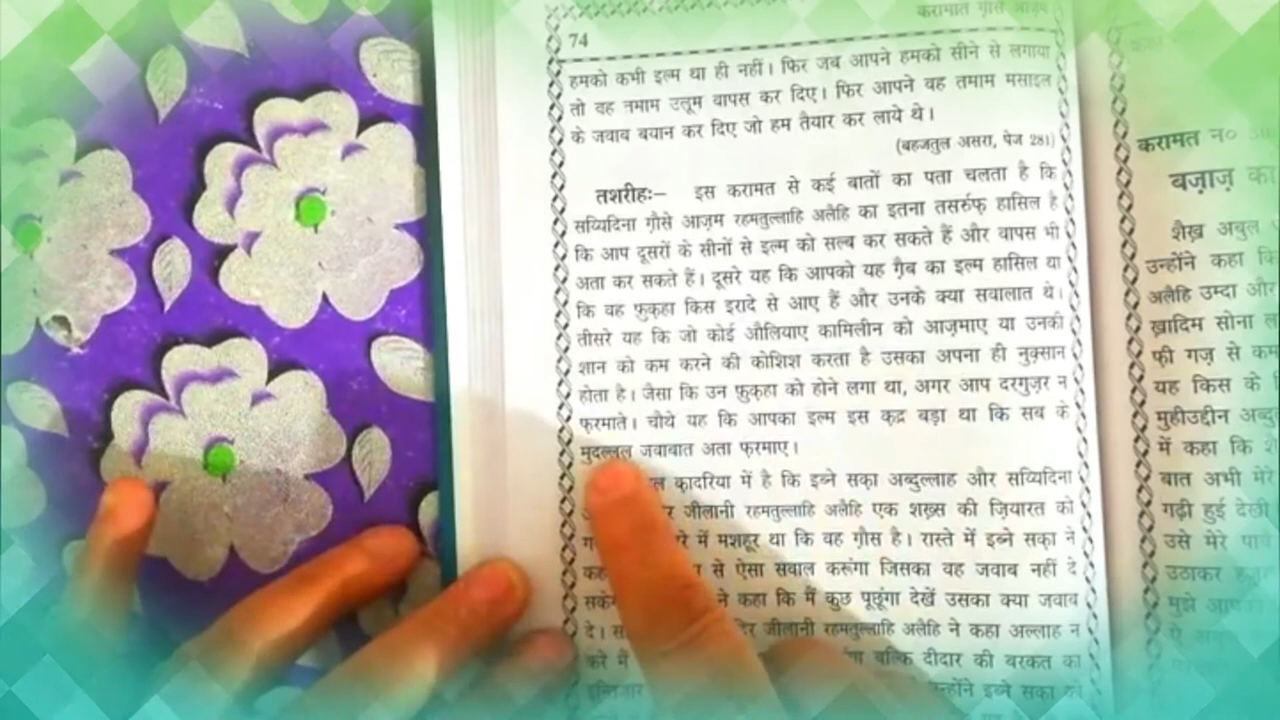 करामात ग़ौसे आज़म
74
हमको कभी इल्म था ही नहीं। फिर जब आपने हमको सीने से लगाया
तो वह तमाम उलूम वापस कर दिए। फिर आपने वह तमाम मसाइल
के जवाब बयान कर दिए जो हम तैयार कर लाये थे।
(बहजतुल असरा, पेज 281)
तशरीहः– इस करामत से कई बातों का पता चलता है कि
सय्यिदिना ग़ौसे आज़म रहमतुल्लाहि अलैहि का इतना तसर्रुफ़ हासिल है
कि आप दूसरों के सीनों से इल्म को सल्ब कर सकते हैं और वापस भी
अता कर सकते हैं। दूसरे यह कि आपको यह ग़ैब का इल्म हासिल था
कि वह फ़ुक़हा किस इरादे से आए हैं और उनके क्या सवालात थे।
तीसरे यह कि जो कोई औलियाए कामिलीन को आज़माए या उनकी
शान को कम करने की कोशिश करता है उसका अपना ही नुक़्सान
होता है। जैसा कि उन फ़ुक़हा को होने लगा था, अगर आप दरगुज़र न
फ़रमाते। चौथे यह कि आपका इल्म इस क़द्र बड़ा था कि सब के
मुदल्लल जवाबात अता फ़रमाए।
क़ादरिया में है कि इब्ने सक़ा अब्दुल्लाह और सय्यिदिना
जीलानी रहमतुल्लाहि अलैहि एक शख़्स की ज़ियारत को
में मशहूर था कि वह ग़ौस है। रास्ते में इब्ने सक़ा ने
से ऐसा सवाल करूंगा जिसका वह जवाब नहीं दे
ने कहा कि मैं कुछ पूछूंगा देखें उसका क्या जवाब
दे। जीलानी रहमतुल्लाहि अलैहि ने कहा अल्लाह न
करे मैं बल्कि दीदार की बरकत का
इन्तिज़ार उन्होंने इब्ने सक़ा को
करामत न०
बज़ाज़ का
शैख़ अबुल
उन्होंने कहा कि
अलैहि उम्दा और
ख़ादिम सोना
फ़ी गज़ से कम
यह किस के
मुहीउद्दीन अब्दु
में कहा कि
बात अभी मेरे
गढ़ी हुई देखी
उसे मेरे पावं
उठाकर
मुझे